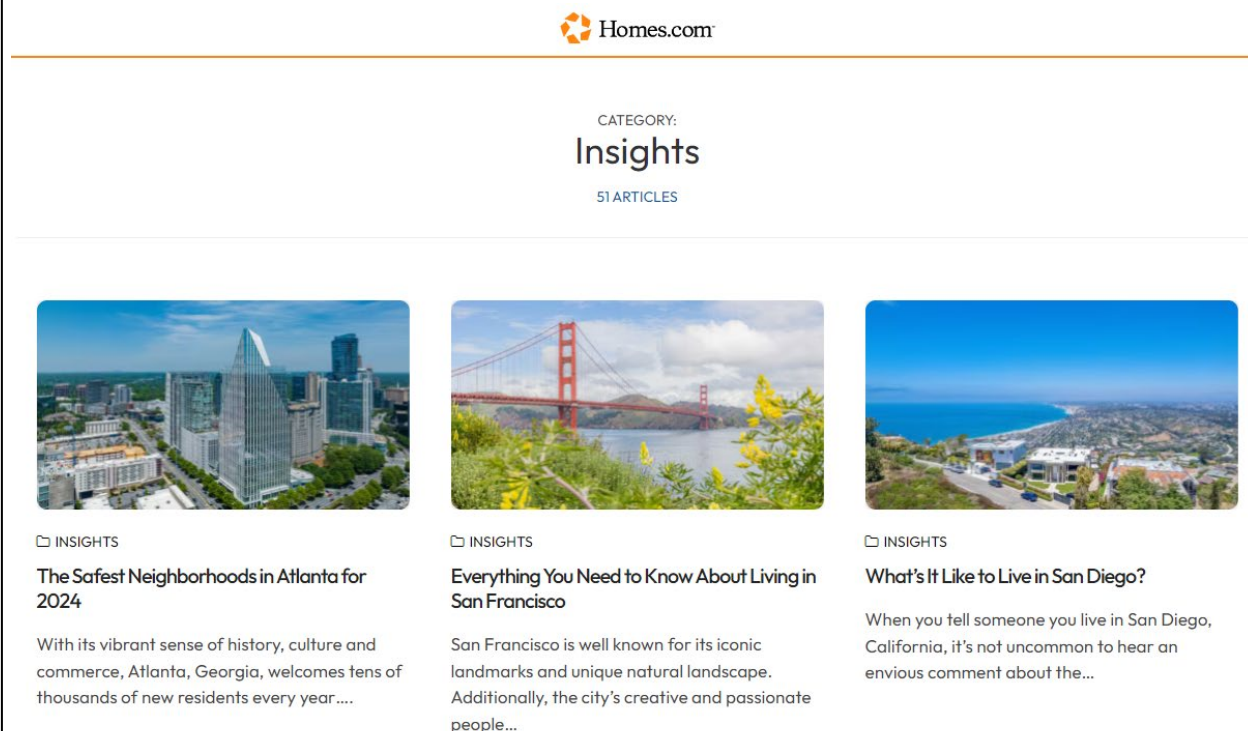 Homes.com
CATEGORY:
Insights
51 ARTICLES
INSIGHTS
The Safest Neighborhoods in Atlanta for
2024
With its vibrant sense of history, culture and
commerce, Atlanta, Georgia, welcomes tens of
thousands of new residents every year....
INSIGHTS
Everything You Need to Know About Living in
San Francisco
San Francisco is well known for its iconic
landmarks and unique natural landscape.
Additionally, the city’s creative and passionate
people...
INSIGHTS
What’s It Like to Live in San Diego?
When you tell someone you live in San Diego,
California, it’s not uncommon to hear an
envious comment about the...